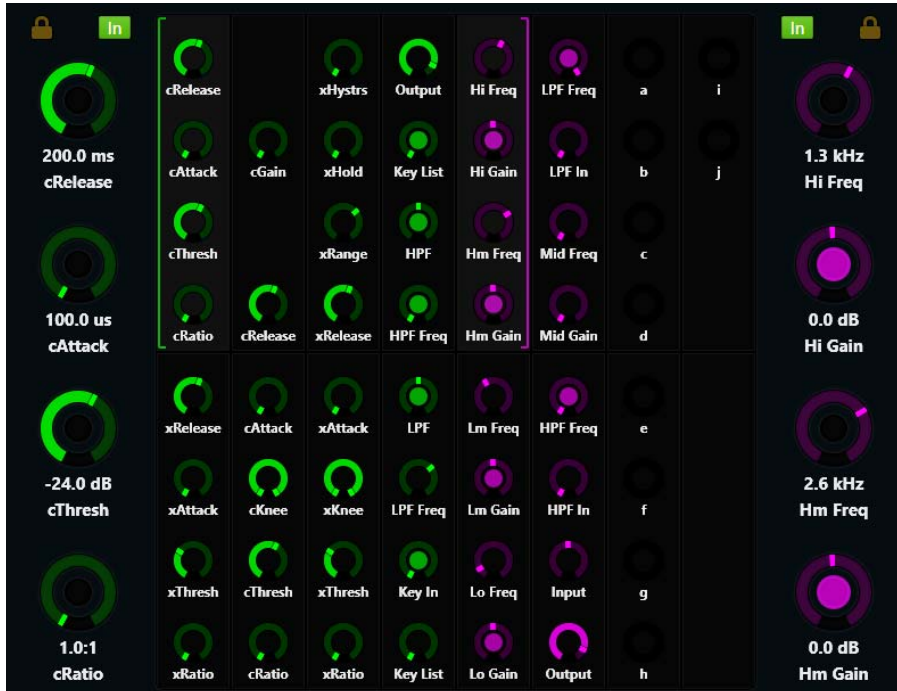 In
In
200.0 ms
cRelease
100.0 us
cAttack
-24.0 dB
cThresh
1.0:1
cRatio
cRelease xHystrs Output Hi Freq LPF Freq a i
cAttack cGain xHold Key List Hi Gain LPF In b j
cThresh xRange HPF Hm Freq Mid Freq c
cRatio cRelease xRelease HPF Freq Hm Gain Mid Gain d
xRelease cAttack xAttack LPF Lm Freq HPF Freq e
xAttack cKnee xKnee LPF Freq Lm Gain HPF In f
xThresh cThresh xThresh Key In Lo Freq Input g
xRatio cRatio xRatio Key List Lo Gain Output h
1.3 kHz
Hi Freq
0.0 dB
Hi Gain
2.6 kHz
Hm Freq
0.0 dB
Hm Gain